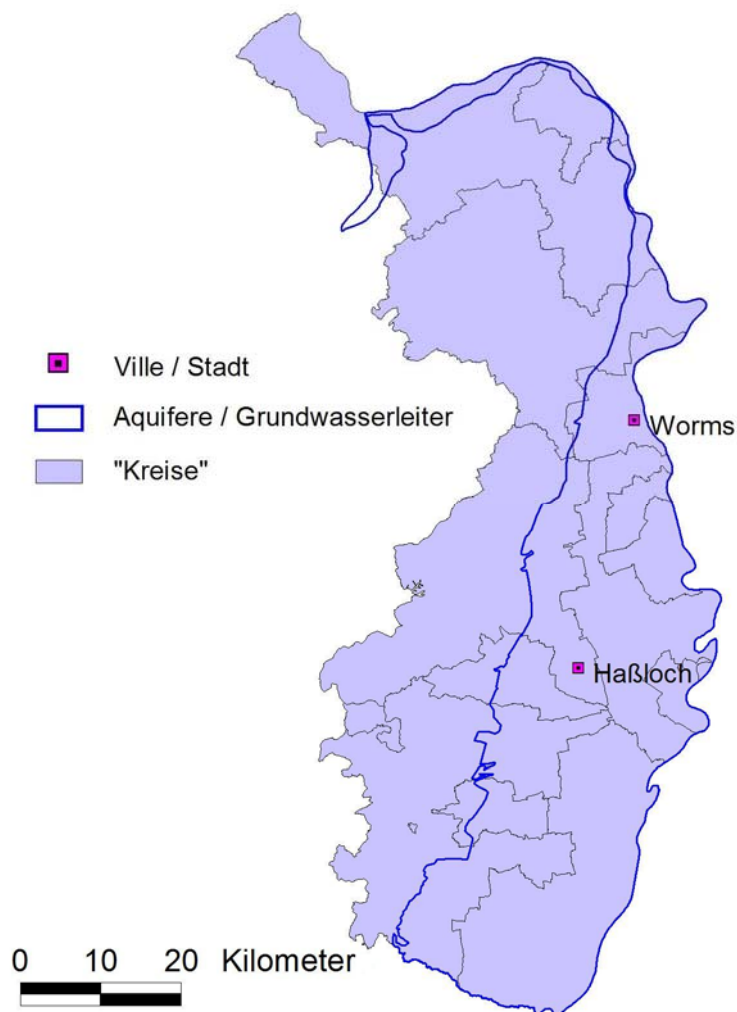 Ville / Stadt
Aquifere / Grundwasserleiter
"Kreise"
Worms
Haßloch
0 10 20 Kilometer